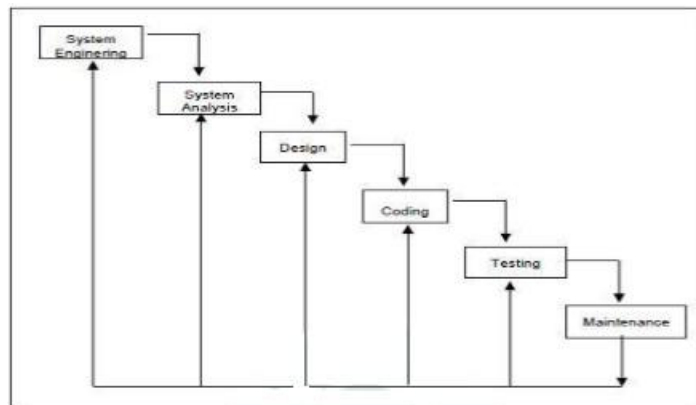 System
Enginering
System
Analysis
Design
Coding
Testing
Maintenance